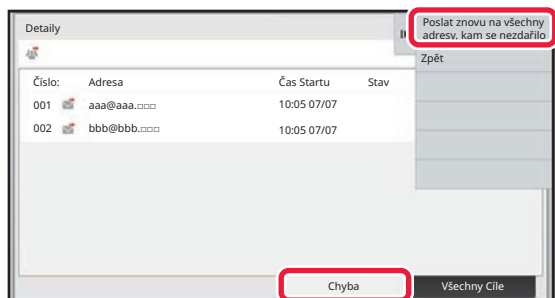 Detaily
Poslat znovu na všechny
adresy, kam se nezdařilo
Zpět
Číslo: Adresa Čas Startu Stav
001 aaa@aaa.□□□ 10:05 07/07
002 bbb@bbb.□□□ 10:05 07/07
Chyba Všechny Cíle